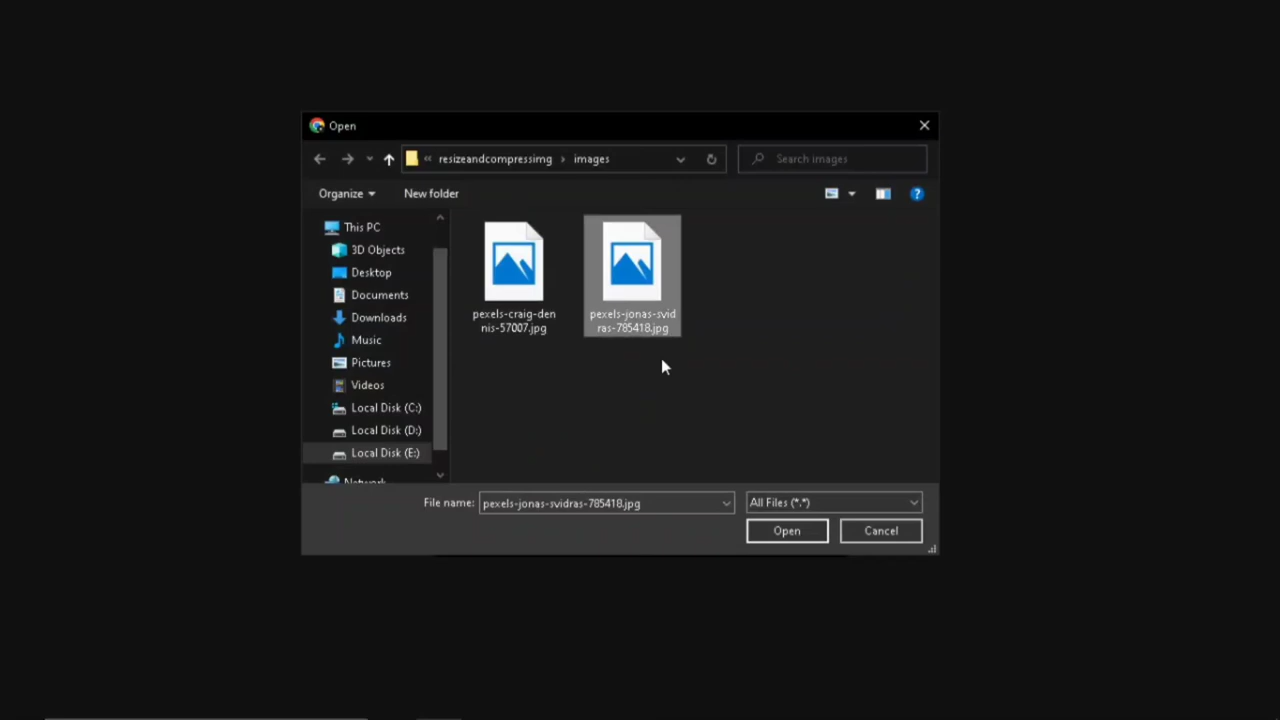 Open
« resizeandcompressimg › images
Search images
Organize
New folder
This PC
3D Objects
Desktop
Documents
Downloads
Music
Pictures
Videos
Local Disk (C:)
Local Disk (D:)
Local Disk (E:)
Network
pexels-craig-den
nis-57007.jpg
pexels-jonas-svid
ras-785418.jpg
File name:
pexels-jonas-svidras-785418.jpg
All Files (*.*)
Open
Cancel